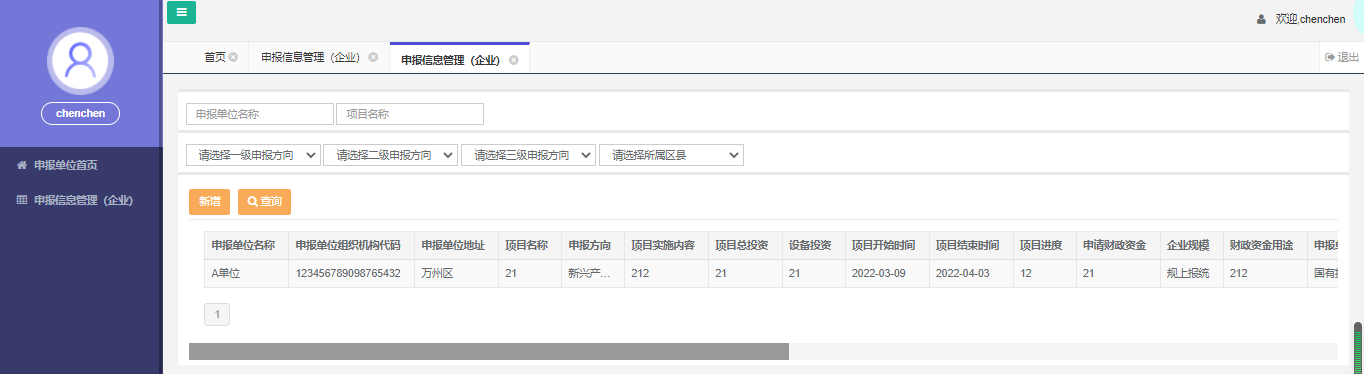 欢迎,chenchen
首页 申报信息管理（企业） 申报信息管理（企业） 退出
chenchen
申报单位首页
申报信息管理（企业）
申报单位名称 项目名称
请选择一级申报方向 请选择二级申报方向 请选择三级申报方向 请选择所属区县
新增 查询
申报单位名称 申报单位组织机构代码 申报单位地址 项目名称 申报方向 项目实施内容 项目总投资 设备投资 项目开始时间 项目结束时间 项目进度 申请财政资金 企业规模 财政资金用途 申报单
A单位 123456789098765432 万州区 21 新兴产... 212 21 21 2022-03-09 2022-04-03 12 21 规上报统 212 国有
1